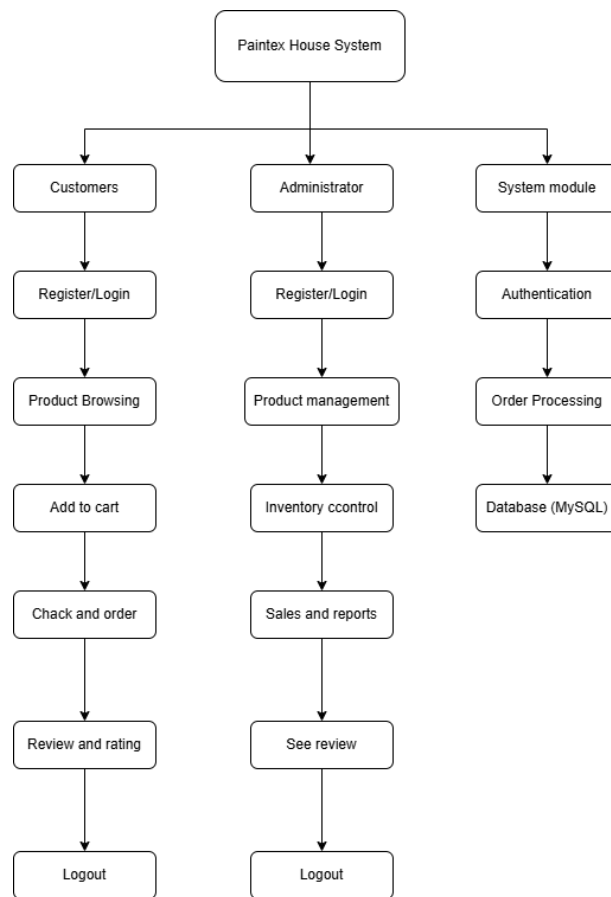 Paintex House System
Customers
Administrator
System module
Register/Login
Register/Login
Authentication
Product Browsing
Product management
Order Processing
Add to cart
Inventory ccontrol
Database (MySQL)
Chack and order
Sales and reports
Review and rating
See review
Logout
Logout